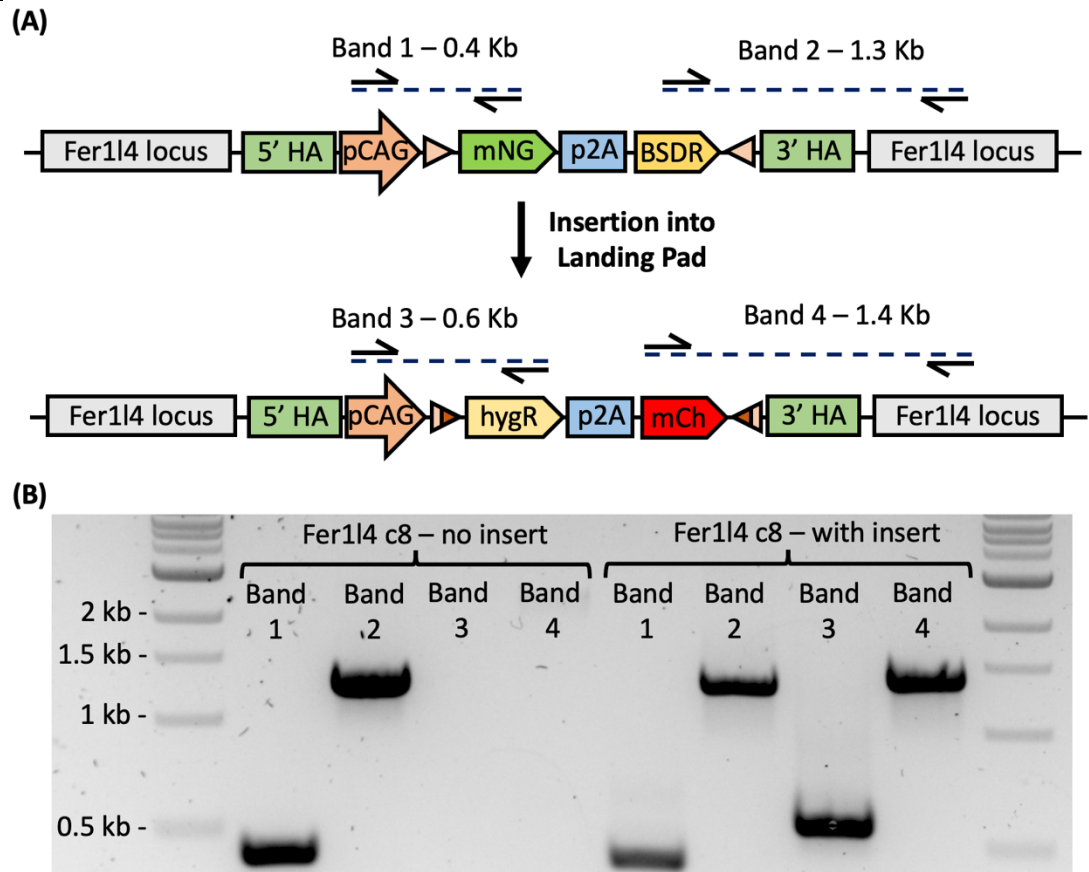 (A)
Band 1 – 0.4 Kb
Band 2 – 1.3 Kb
Fer1l4 locus 5' HA pCAG mNG p2A BSDR 3' HA Fer1l4 locus
Insertion into
Landing Pad
Band 3 – 0.6 Kb
Band 4 – 1.4 Kb
Fer1l4 locus 5' HA pCAG hygR p2A mCh 3' HA Fer1l4 locus
(B)
Fer1l4 c8 – no insert Fer1l4 c8 – with insert
Band Band Band Band Band Band Band Band
1 2 3 4 1 2 3 4
2 kb -
1.5 kb -
1 kb -
0.5 kb -